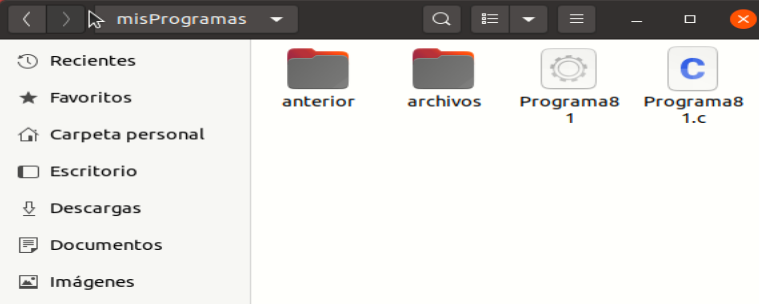 misProgramas
Recientes
Favoritos
Carpeta personal
Escritorio
Descargas
Documentos
Imágenes
anterior
archivos
Programa8
1
C
Programa8
1.c